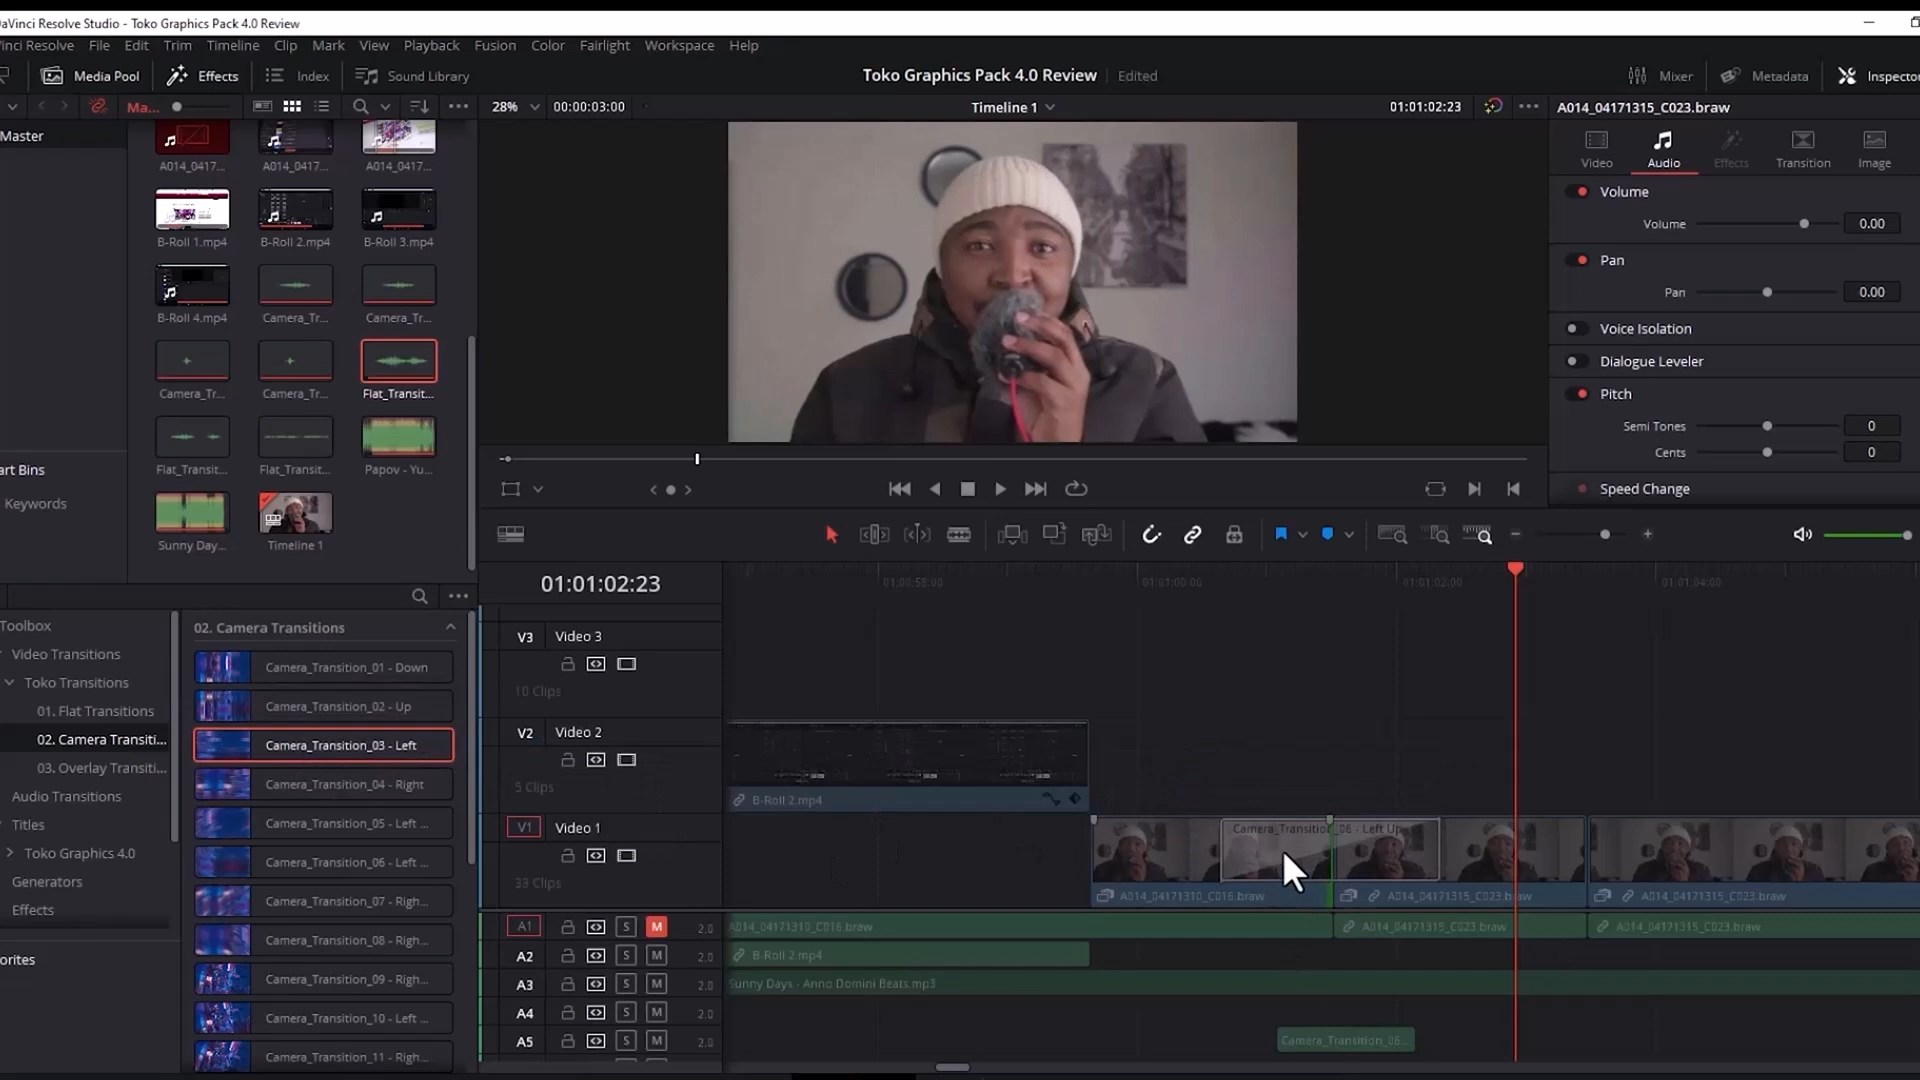 DaVinci Resolve Studio - Toko Graphics Pack 4.0 Review
Vinci Resolve File Edit Trim Timeline Clip Mark View Playback Fusion Color Fairlight Workspace Help
Media Pool Effects Index Sound Library
Toko Graphics Pack 4.0 Review Edited
Mixer Metadata Inspector
Ma...
28% 00:00:03:00
Timeline 1
01:01:02:23
A014_04171315_C023.braw
Master
A014_0417... A014_0417... A014_0417...
B-Roll 1.mp4 B-Roll 2.mp4 B-Roll 3.mp4
B-Roll 4.mp4 Camera_Tr... Camera_Tr...
Camera_Tr... Camera_Tr... Flat_Transit...
Flat_Transit... Flat_Transit... Papov - Yu...
Sunny Day... Timeline 1
art Bins
Keywords
Video Audio Effects Transition Image
Volume
Volume 0.00
Pan
Pan 0.00
Voice Isolation
Dialogue Leveler
Pitch
Semi Tones 0
Cents 0
Speed Change
Toolbox
Video Transitions
Toko Transitions
01. Flat Transitions
02. Camera Transiti...
03. Overlay Transiti...
Audio Transitions
Titles
Toko Graphics 4.0
Generators
Effects
orites
02. Camera Transitions
Camera_Transition_01 - Down
Camera_Transition_02 - Up
Camera_Transition_03 - Left
Camera_Transition_04 - Right
Camera_Transition_05 - Left ...
Camera_Transition_06 - Left ...
Camera_Transition_07 - Righ...
Camera_Transition_08 - Righ...
Camera_Transition_09 - Righ...
Camera_Transition_10 - Left ...
Camera_Transition_11 - Righ...
01:01:02:23
01:00:58:00 01:01:00:00 01:01:02:00 01:01:04:00
V3 Video 3
10 Clips
V2 Video 2
5 Clips
B-Roll 2.mp4
V1 Video 1
33 Clips
Camera_Transition_06 - Left Up
A014_04171310_C016.braw A014_04171315_C023.braw A014_04171315_C023.braw
A1 S M 2.0
A014_04171310_C016.braw A014_04171315_C023.braw A014_04171315_C023.braw
A2 S M 2.0
B-Roll 2.mp4
A3 S M 2.0
Sunny Days - Anno Domini Beats.mp3
A4 S M 2.0
A5 S M 2.0
Camera_Transition_06...